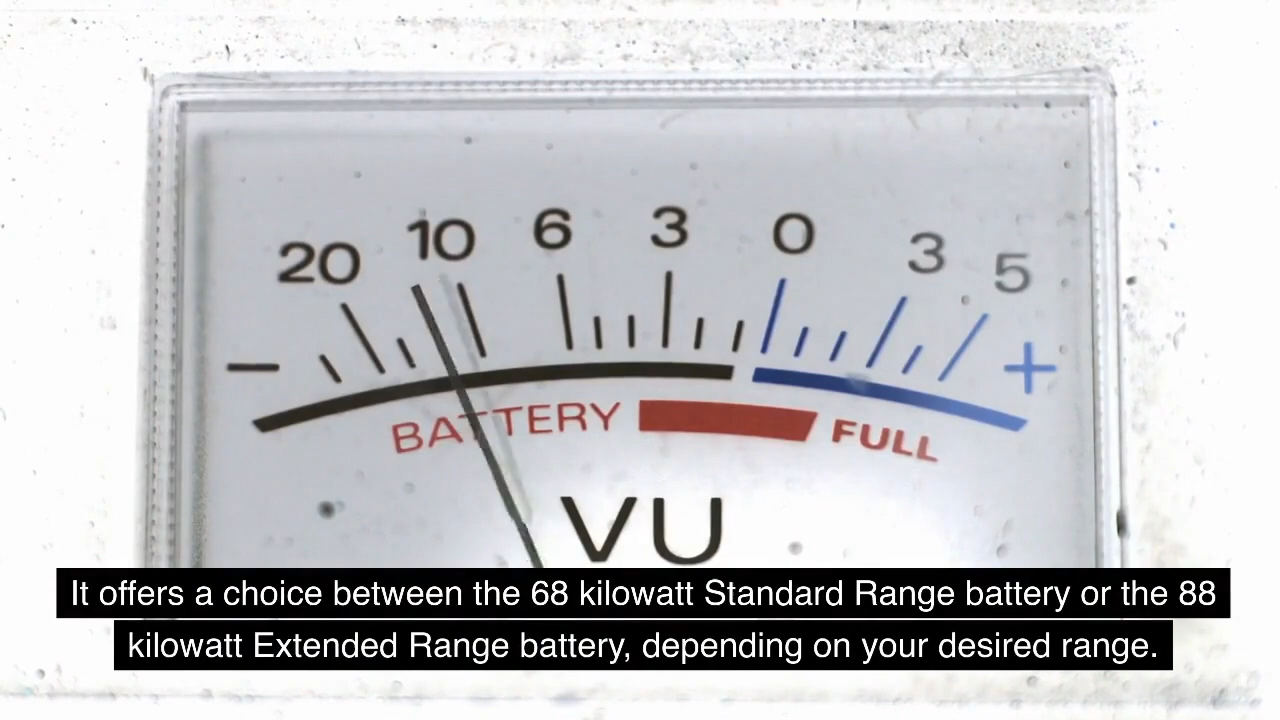 20 10 6 3 0 3 5
− +
BATTERY FULL
VU
It offers a choice between the 68 kilowatt Standard Range battery or the 88
kilowatt Extended Range battery, depending on your desired range.